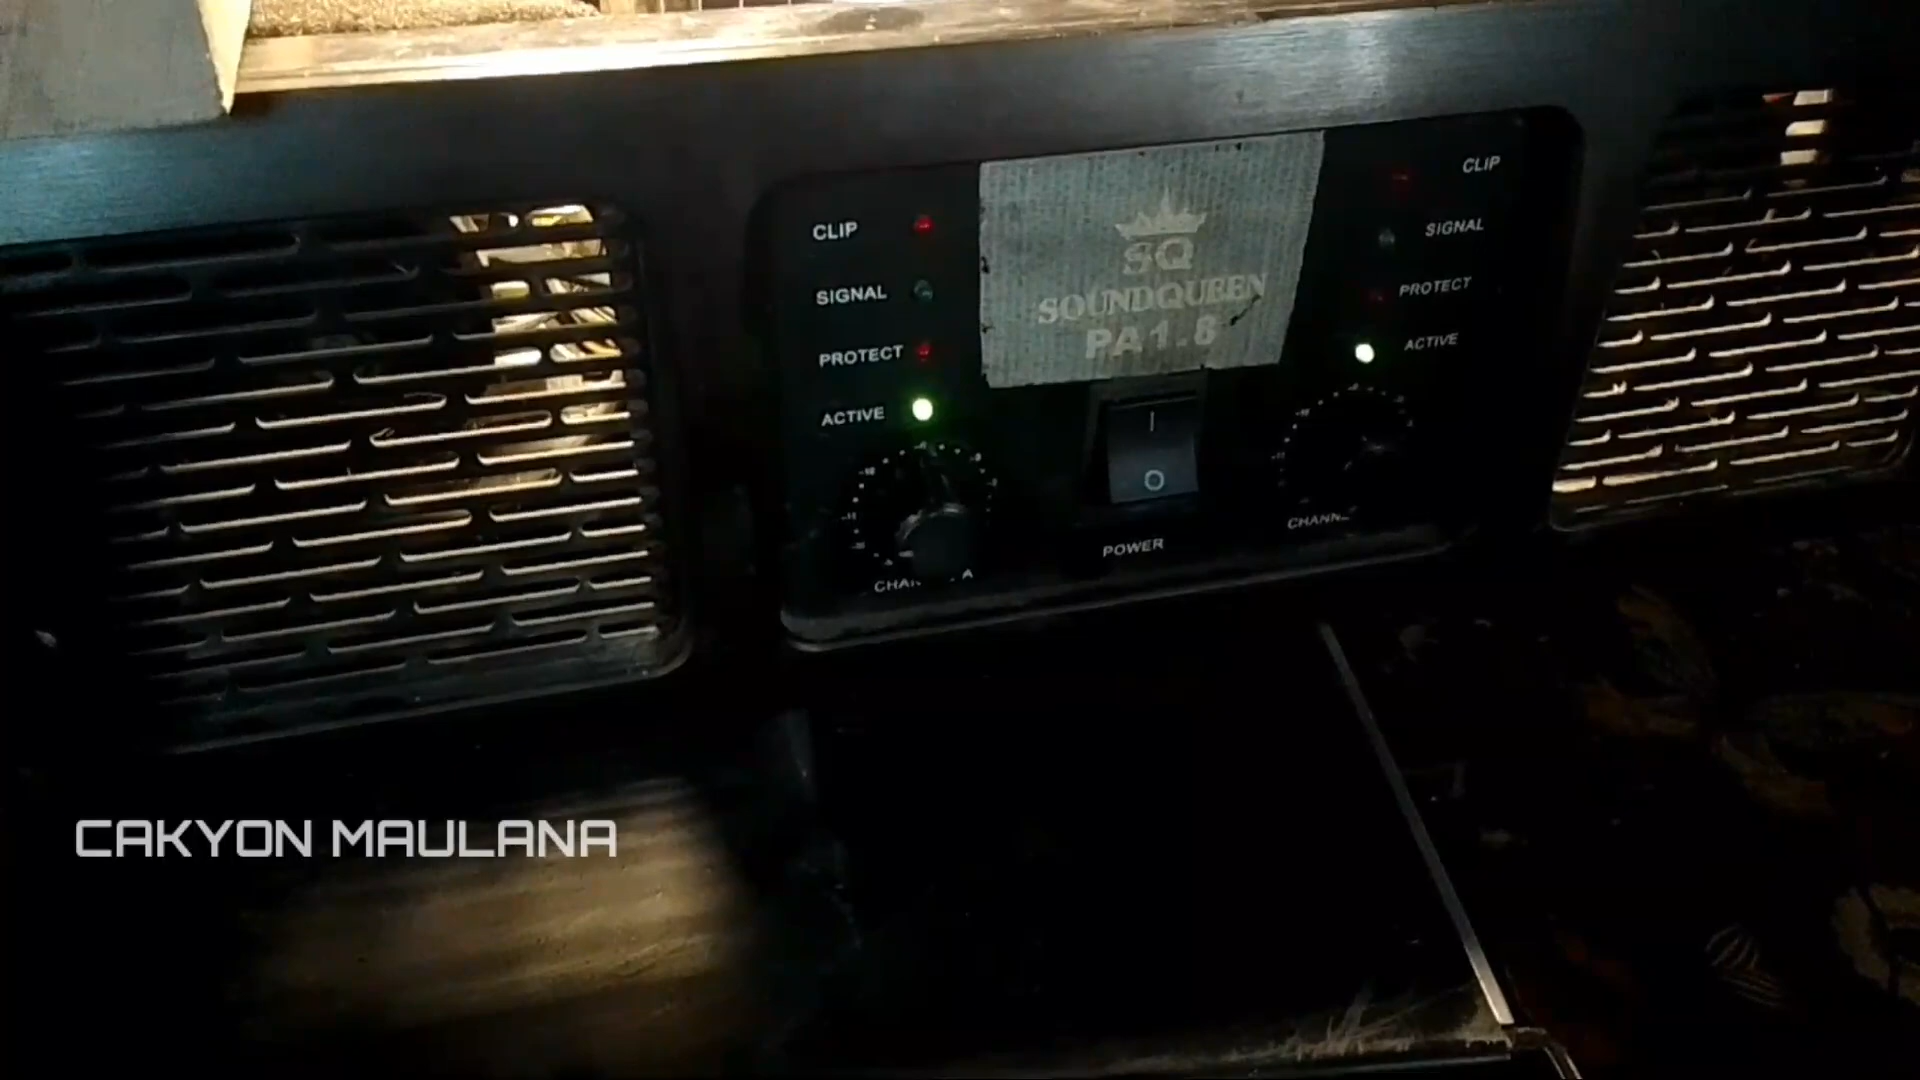 CLIP
SIGNAL
PROTECT
ACTIVE
SQ
SOUNDQUEEN
PA1.8
CLIP
SIGNAL
PROTECT
ACTIVE
I
O
POWER
A
CAKYON MAULANA